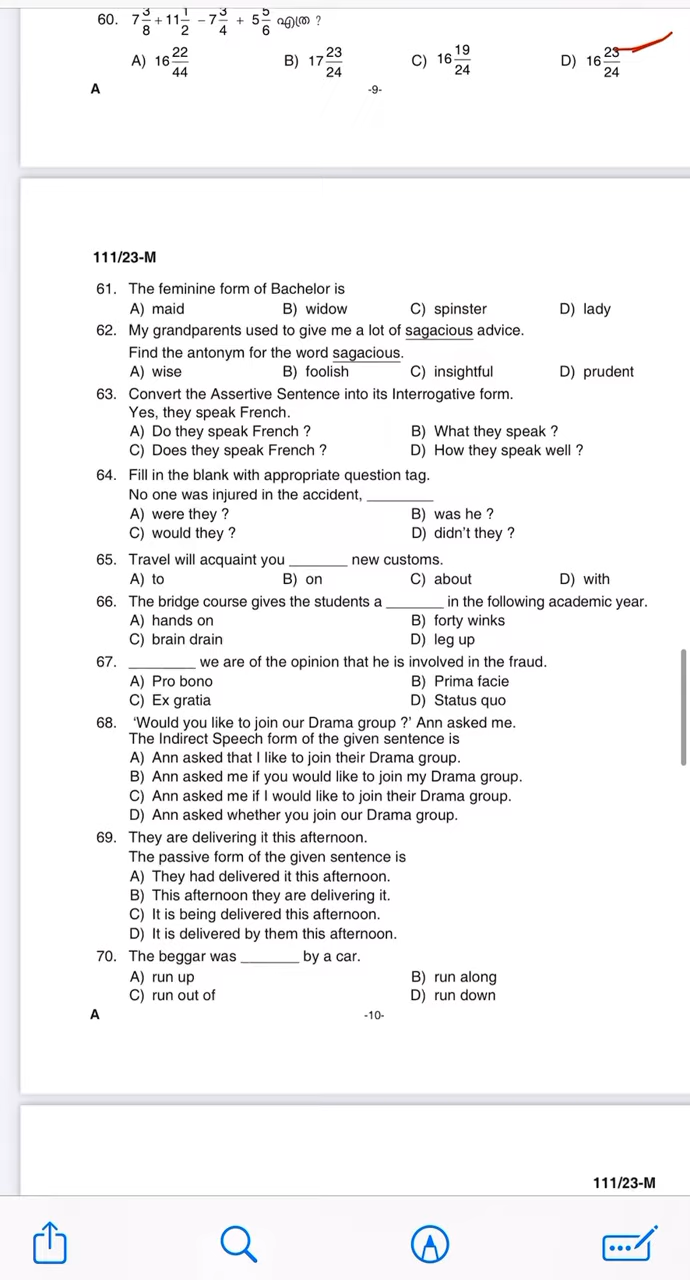 60. 7 3/8 + 11 1/2 - 7 3/4 + 5 5/6 എത്ര ?
A) 16 22/44 B) 17 23/24 C) 16 19/24 D) 16 23/24
A -9-
111/23-M
61. The feminine form of Bachelor is
A) maid B) widow C) spinster D) lady
62. My grandparents used to give me a lot of sagacious advice.
Find the antonym for the word sagacious.
A) wise B) foolish C) insightful D) prudent
63. Convert the Assertive Sentence into its Interrogative form.
Yes, they speak French.
A) Do they speak French ? B) What they speak ?
C) Does they speak French ? D) How they speak well ?
64. Fill in the blank with appropriate question tag.
No one was injured in the accident, ________
A) were they ? B) was he ?
C) would they ? D) didn't they ?
65. Travel will acquaint you _______ new customs.
A) to B) on C) about D) with
66. The bridge course gives the students a _______ in the following academic year.
A) hands on B) forty winks
C) brain drain D) leg up
67. ________ we are of the opinion that he is involved in the fraud.
A) Pro bono B) Prima facie
C) Ex gratia D) Status quo
68. 'Would you like to join our Drama group ?' Ann asked me.
The Indirect Speech form of the given sentence is
A) Ann asked that I like to join their Drama group.
B) Ann asked me if you would like to join my Drama group.
C) Ann asked me if I would like to join their Drama group.
D) Ann asked whether you join our Drama group.
69. They are delivering it this afternoon.
The passive form of the given sentence is
A) They had delivered it this afternoon.
B) This afternoon they are delivering it.
C) It is being delivered this afternoon.
D) It is delivered by them this afternoon.
70. The beggar was _______ by a car.
A) run up B) run along
C) run out of D) run down
A -10-
111/23-M